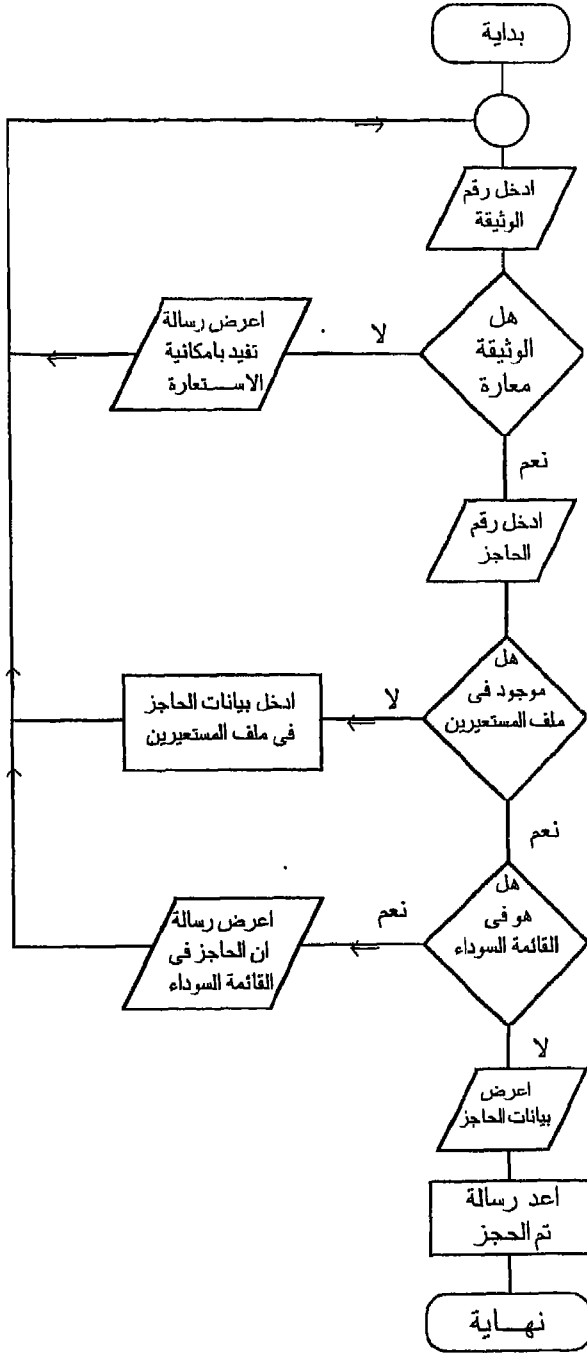 بداية
ادخل رقم
الوثيقة
هل
الوثيقة
معارة
لا
اعرض رسالة
تفيد بامكانية
الاستعارة
نعم
ادخل رقم
الحاجز
هل
موجود فى
ملف المستعيرين
لا
ادخل بيانات الحاجز
فى ملف المستعيرين
نعم
هل
هو فى
القائمة السوداء
نعم
اعرض رسالة
ان الحاجز فى
القائمة السوداء
لا
اعرض
بيانات الحاجز
اعد رسالة
تم الحجز
نهاية